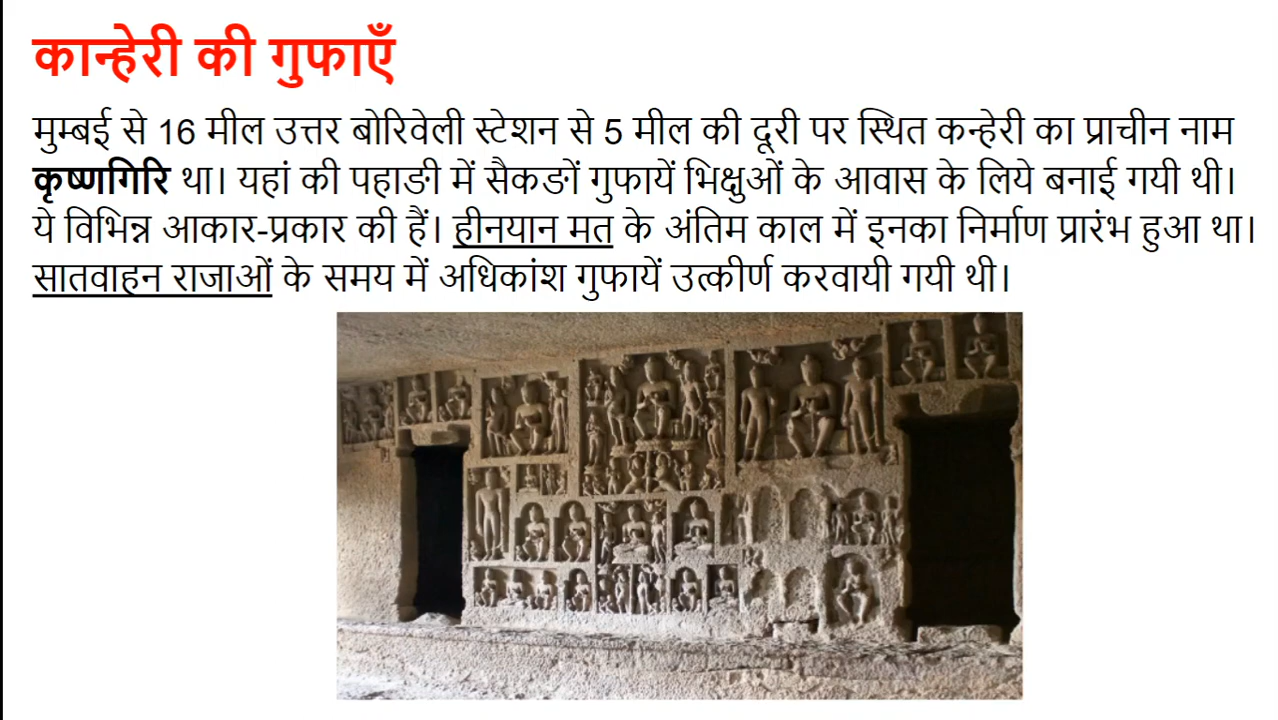 कान्हेरी की गुफाएँ
मुम्बई से 16 मील उत्तर बोरिवेली स्टेशन से 5 मील की दूरी पर स्थित कन्हेरी का प्राचीन नाम
कृष्णगिरि था। यहां की पहाङी में सैकङों गुफायें भिक्षुओं के आवास के लिये बनाई गयी थी।
ये विभिन्न आकार-प्रकार की हैं। हीनयान मत के अंतिम काल में इनका निर्माण प्रारंभ हुआ था।
सातवाहन राजाओं के समय में अधिकांश गुफायें उत्कीर्ण करवायी गयी थी।